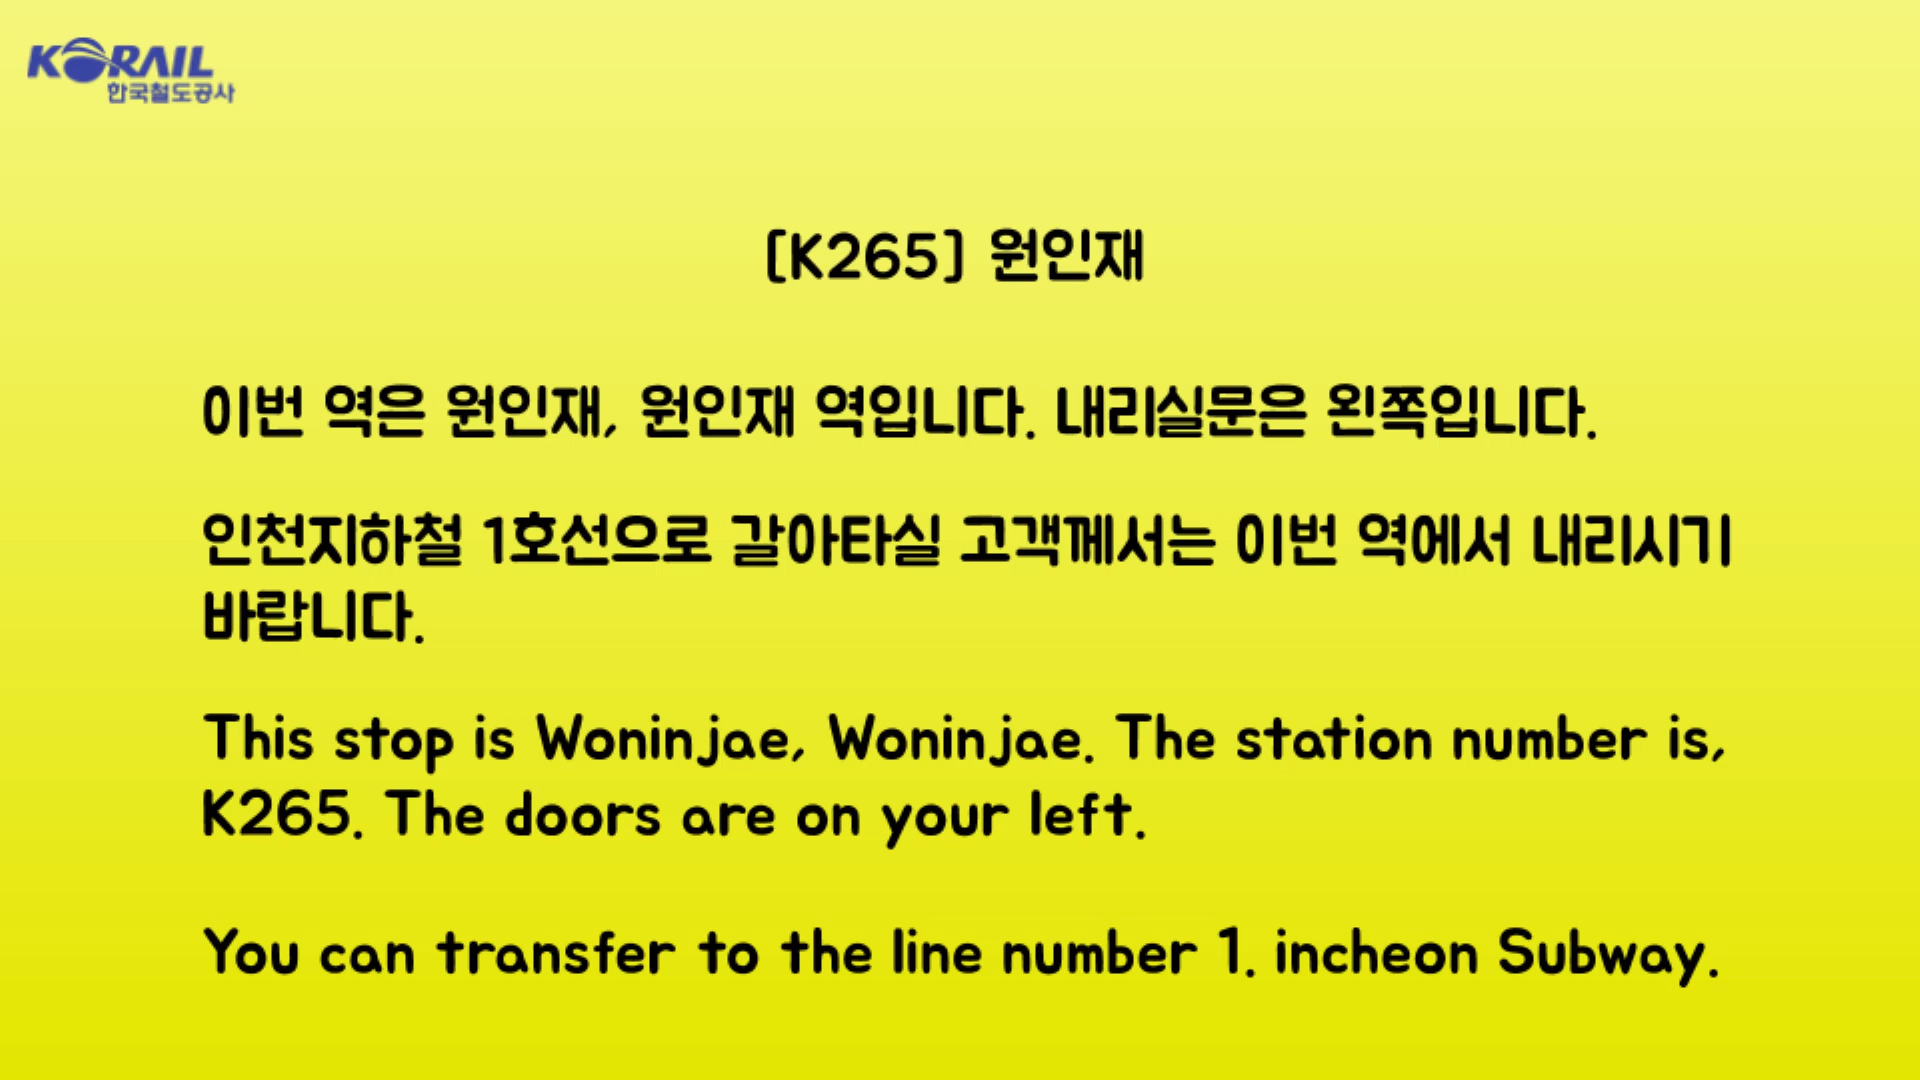 KORAIL
한국철도공사
[K265] 원인재
이번 역은 원인재, 원인재 역입니다. 내리실문은 왼쪽입니다.
인천지하철 1호선으로 갈아타실 고객께서는 이번 역에서 내리시기
바랍니다.
This stop is Woninjae, Woninjae. The station number is,
K265. The doors are on your left.
You can transfer to the line number 1. incheon Subway.